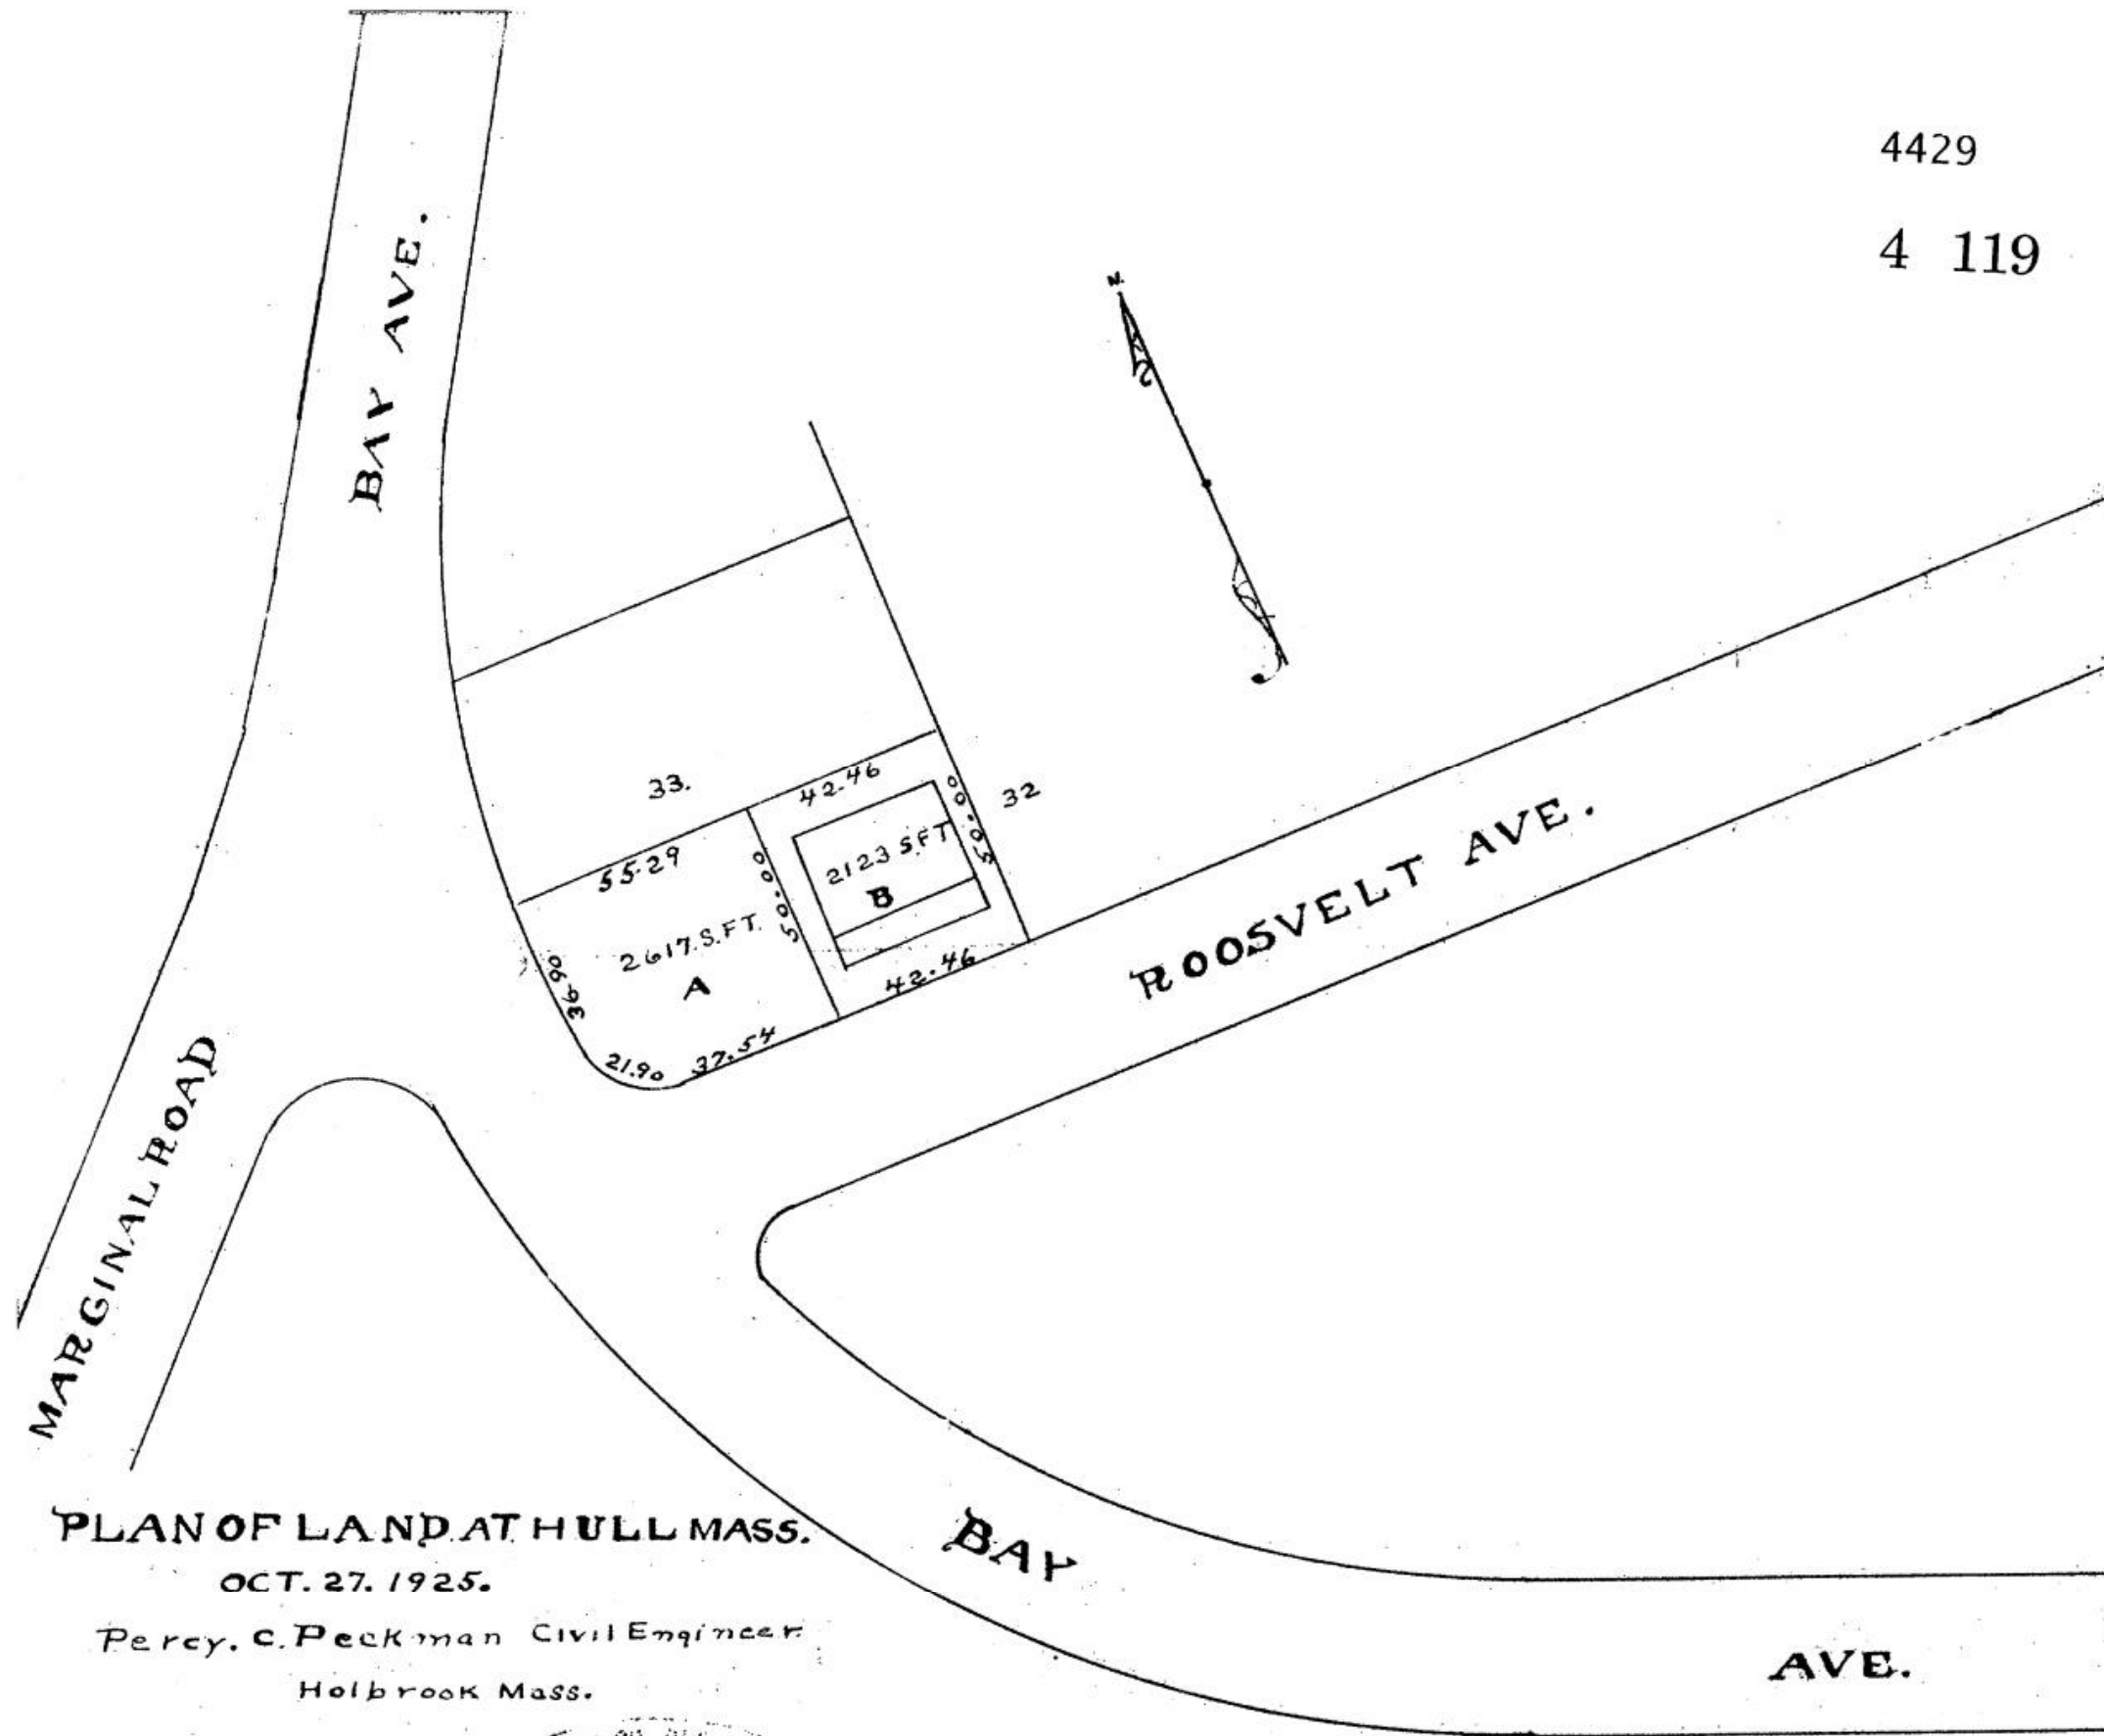 4429
4 119
BAY AVE.
N.
33.
42.46
32
50.00
55.29
50.00
2123 S.FT
B
2617.S.FT.
A
36.90
42.46
21.90
37.54
ROOSVELT AVE.
MARGINAL ROAD
BAY
AVE.
PLAN OF LAND AT HULL MASS.
OCT. 27. 1925.
Percy. C. Peckman Civil Engineer
Holbrook Mass.